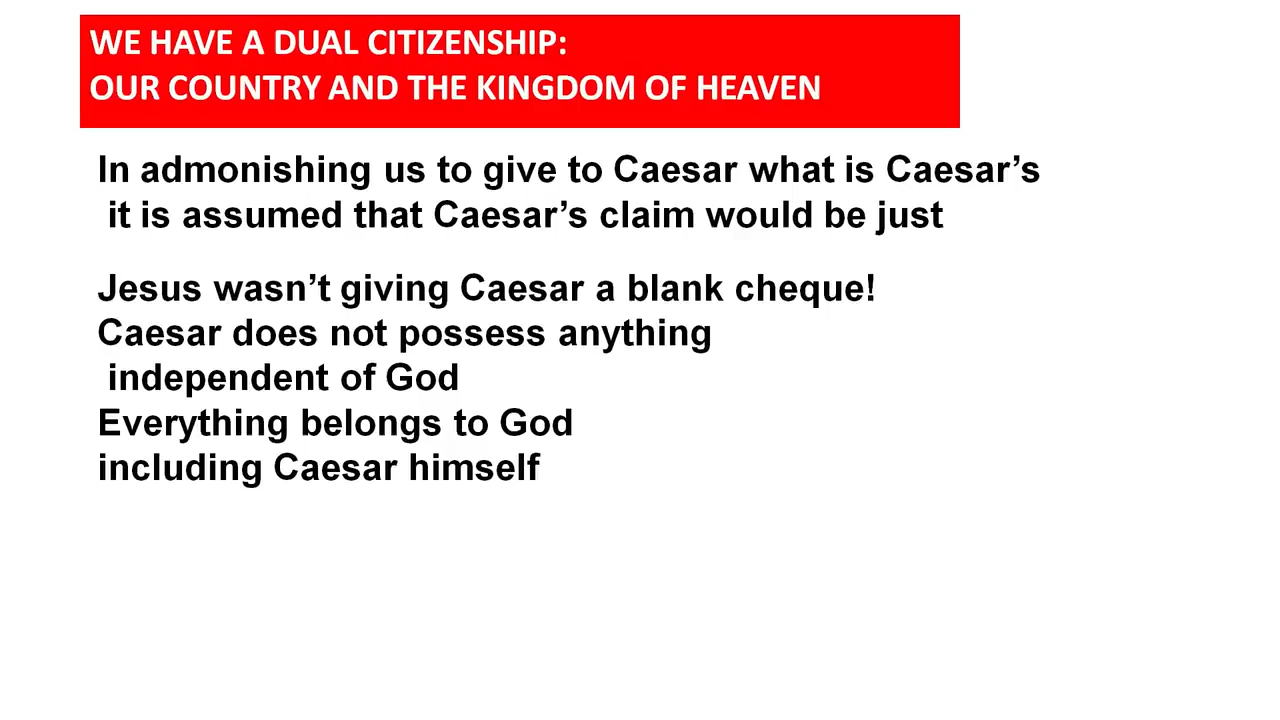 WE HAVE A DUAL CITIZENSHIP:
OUR COUNTRY AND THE KINGDOM OF HEAVEN
In admonishing us to give to Caesar what is Caesar’s
it is assumed that Caesar’s claim would be just
Jesus wasn’t giving Caesar a blank cheque!
Caesar does not possess anything
independent of God
Everything belongs to God
including Caesar himself